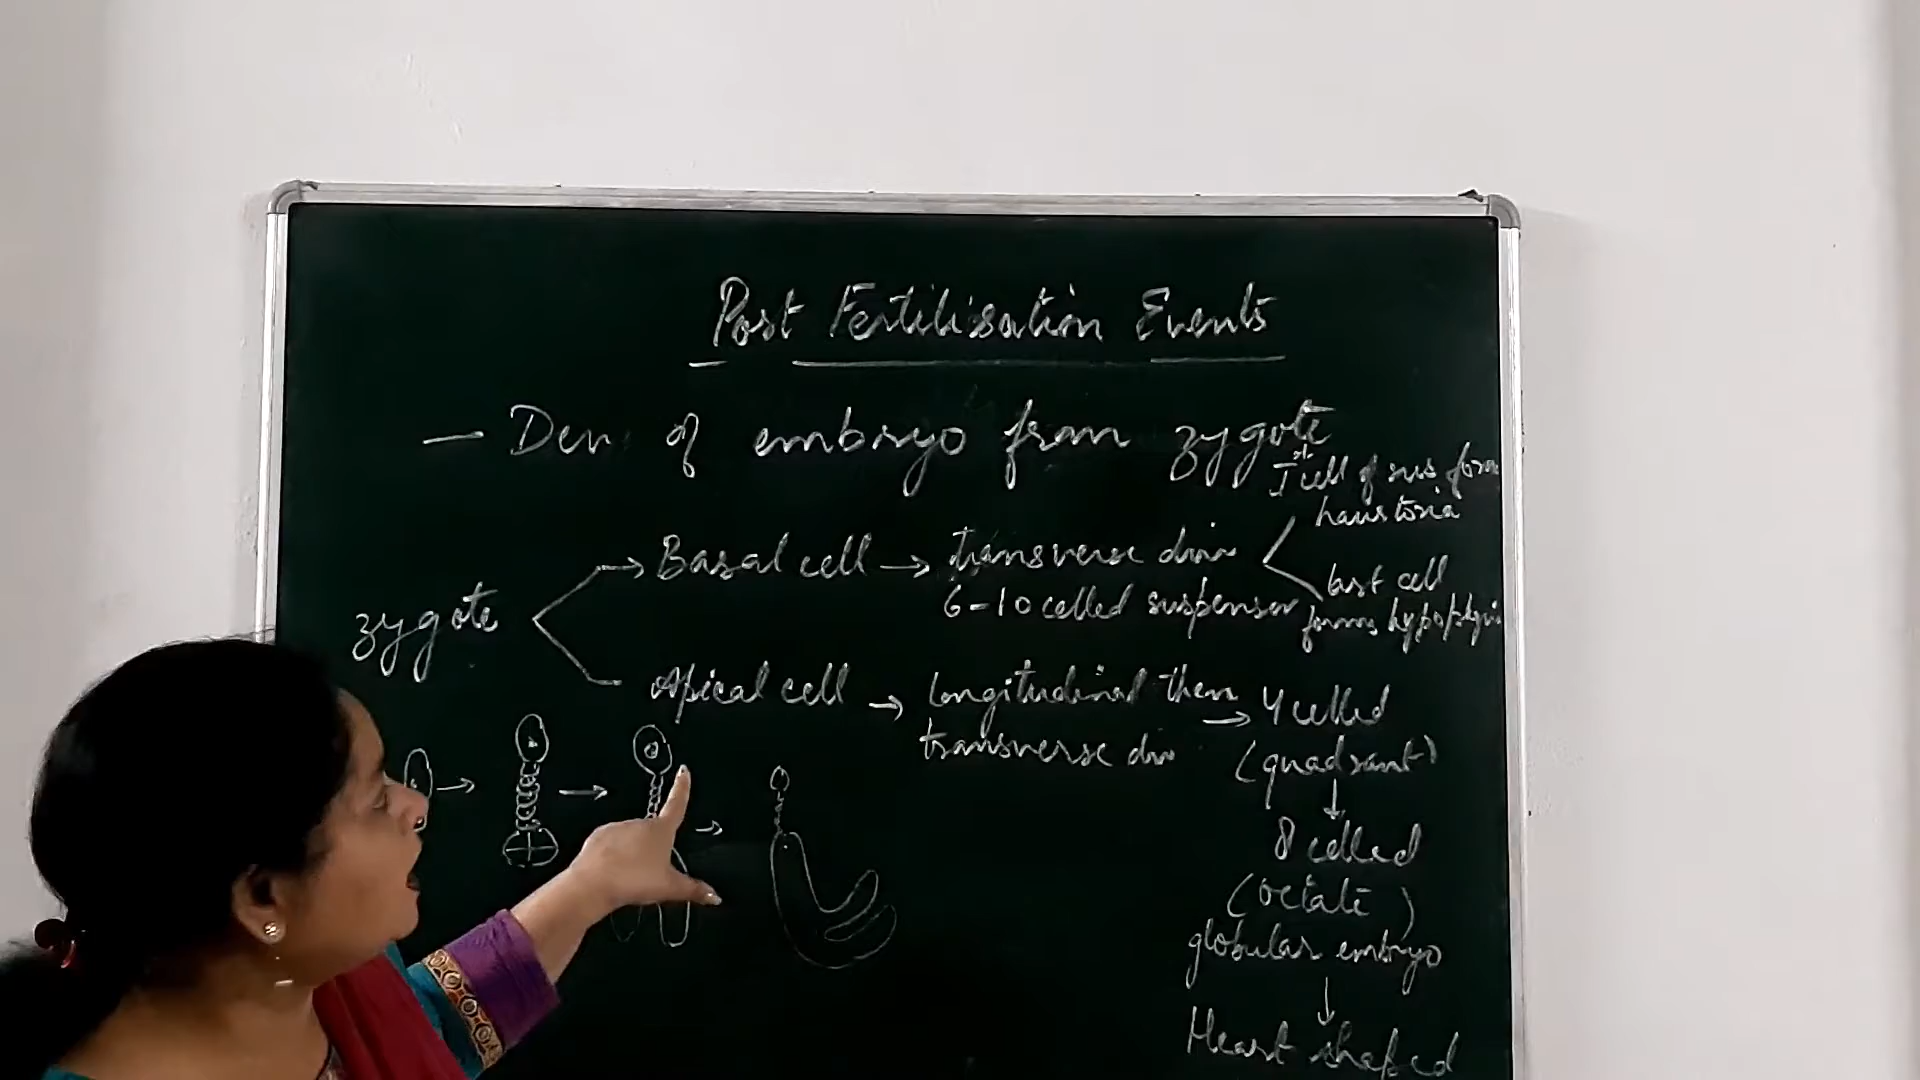 Post Fertilisation Events
— Dev of embryo from zygote
Ist cell of sus form
haustoria
zygote → Basal cell → transverse divi
6-10 celled suspensor
last cell
forms hypophysis
Apical cell → longitudinal then
transverse div → 4 celled
(quadrant)
↓
8 celled
(octate)
globular embryo
↓
Heart shaped